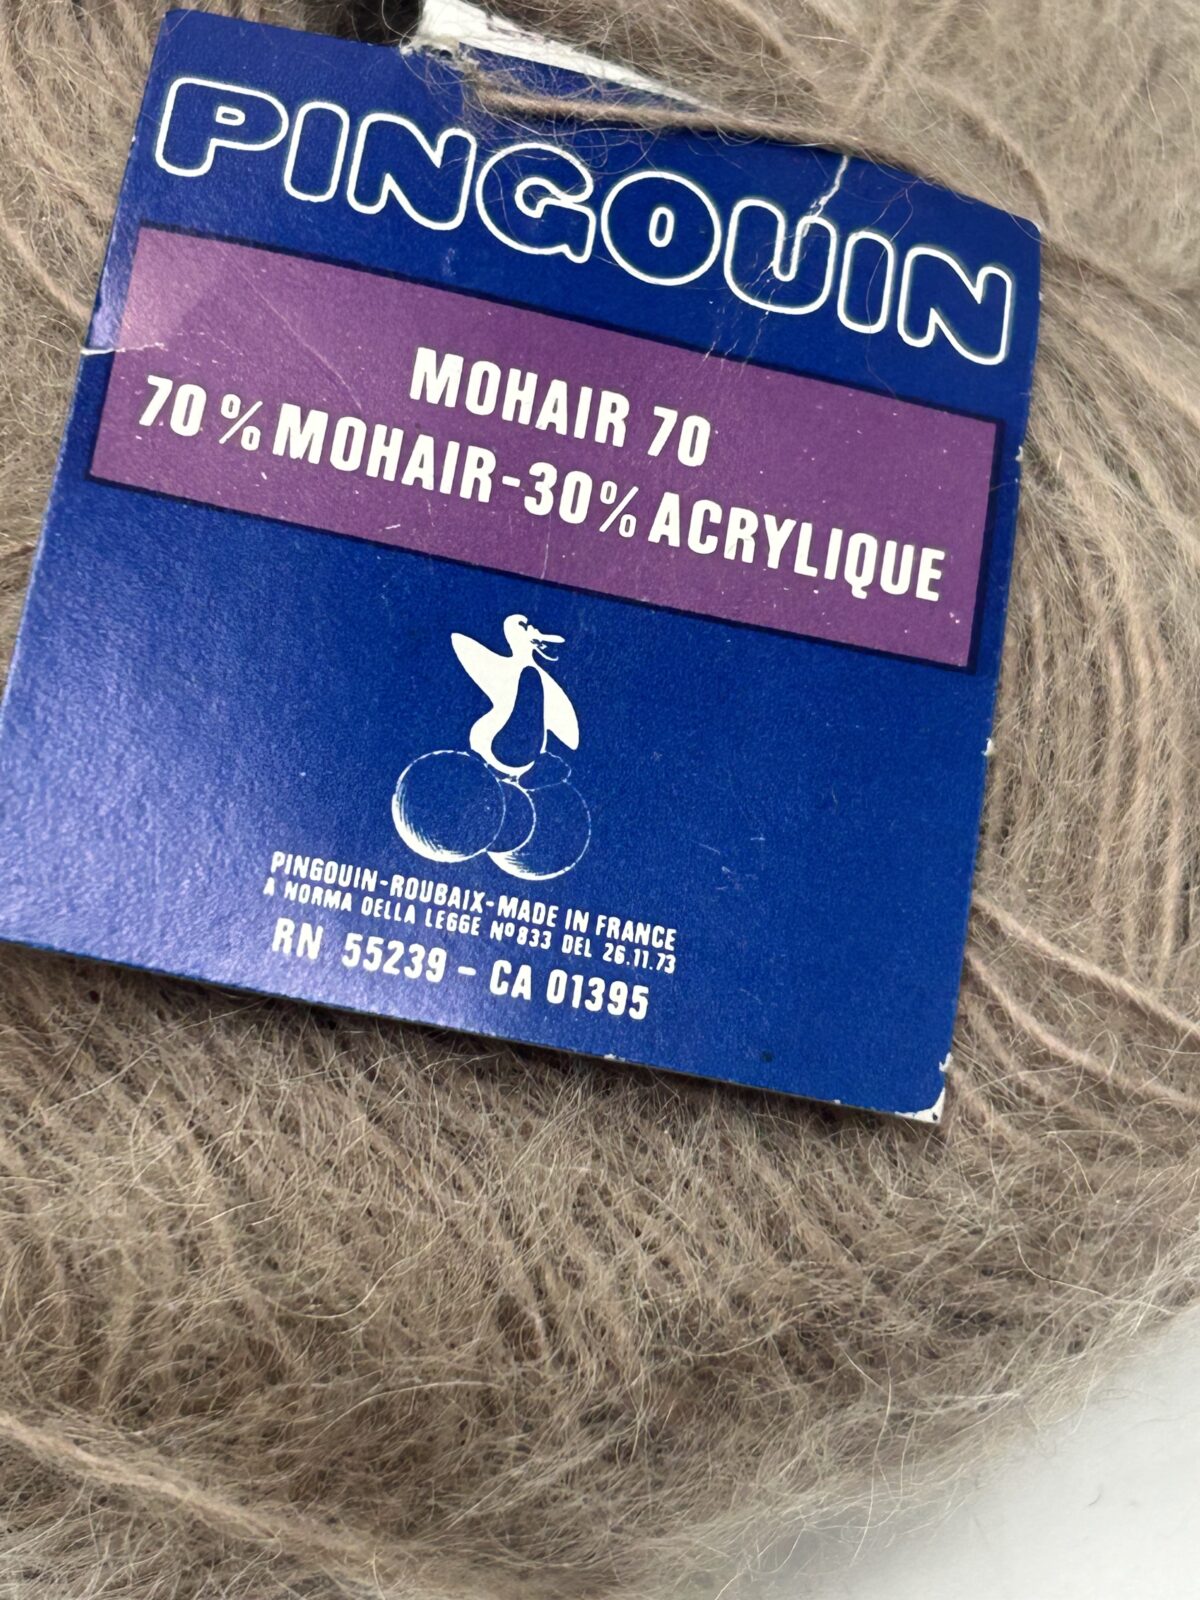 PINGOUIN
MOHAIR 70
70% MOHAIR-30% ACRYLIQUE
PINGOUIN-ROUBAIX-MADE IN FRANCE
A NORMA DELLA LEGGE Nº833 DEL 26.11.73
RN 55239 - CA 01395